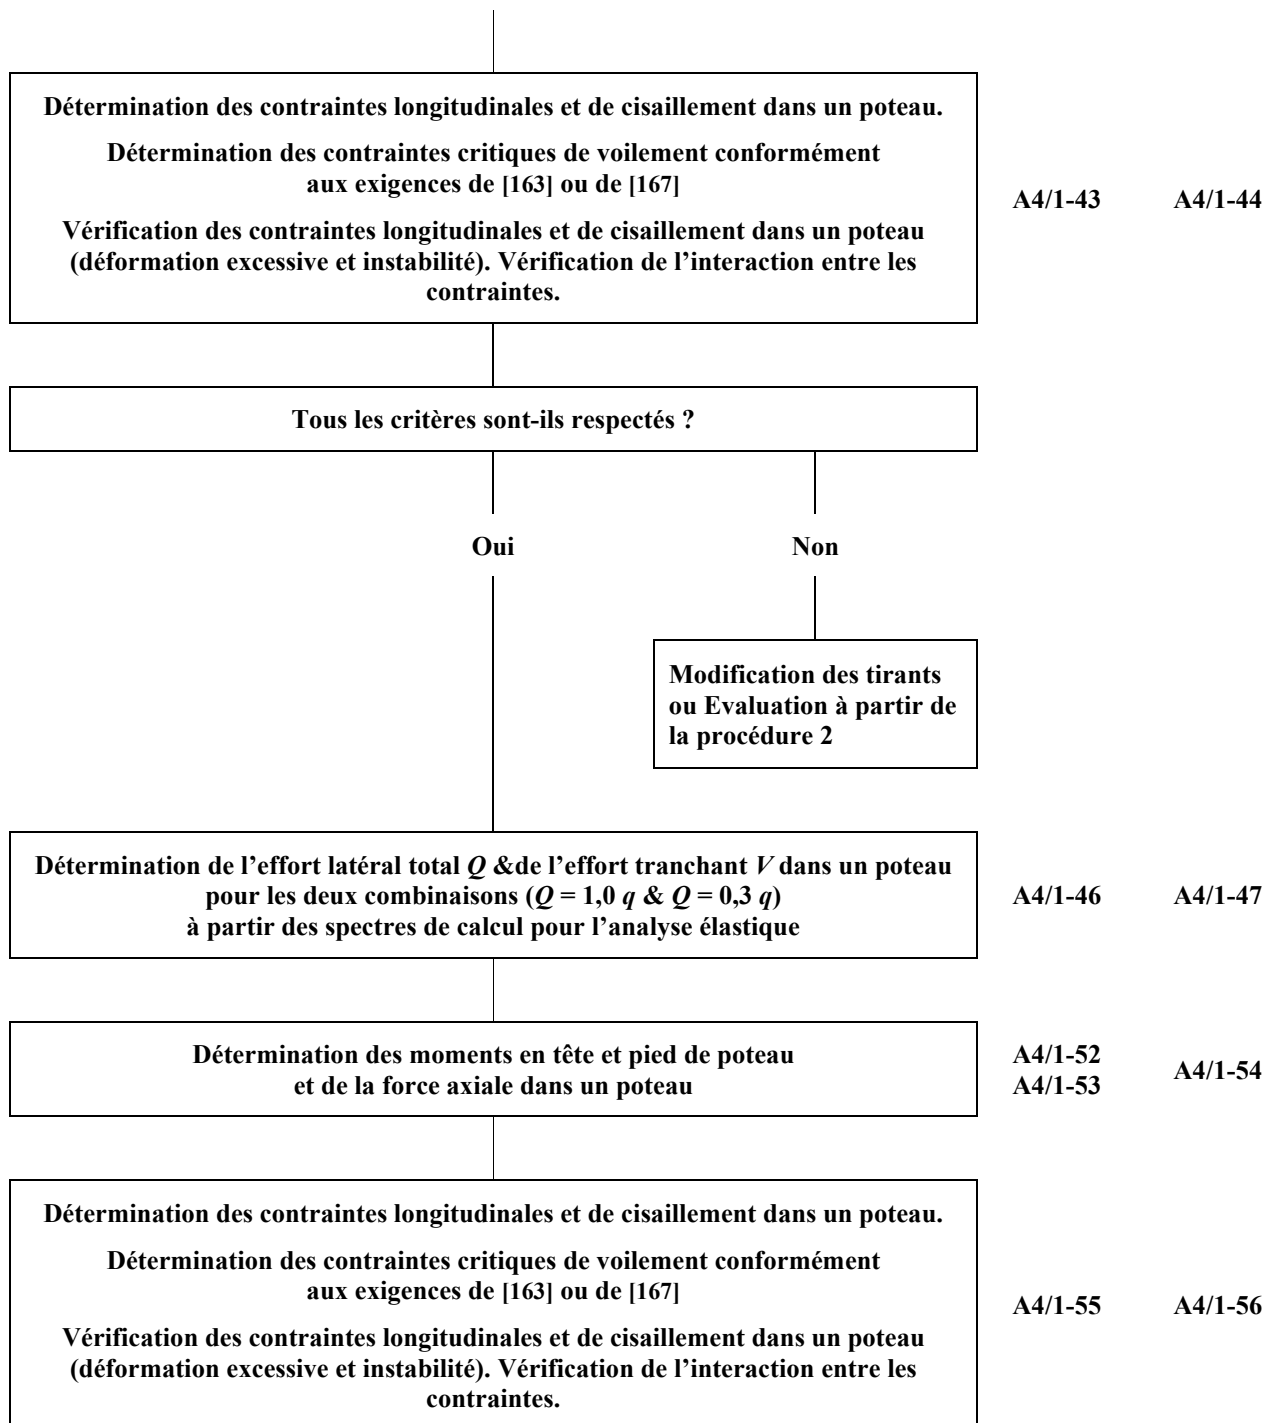 Détermination des contraintes longitudinales et de cisaillement dans un poteau.
Détermination des contraintes critiques de voilement conformément
aux exigences de [163] ou de [167]
Vérification des contraintes longitudinales et de cisaillement dans un poteau
(déformation excessive et instabilité). Vérification de l’interaction entre les
contraintes.
A4/1-43 A4/1-44
Tous les critères sont-ils respectés ?
Oui Non
Modification des tirants
ou Evaluation à partir de
la procédure 2
Détermination de l’effort latéral total Q &de l’effort tranchant V dans un poteau
pour les deux combinaisons (Q = 1,0 q & Q = 0,3 q)
à partir des spectres de calcul pour l’analyse élastique
A4/1-46 A4/1-47
Détermination des moments en tête et pied de poteau
et de la force axiale dans un poteau
A4/1-52
A4/1-53
A4/1-54
Détermination des contraintes longitudinales et de cisaillement dans un poteau.
Détermination des contraintes critiques de voilement conformément
aux exigences de [163] ou de [167]
Vérification des contraintes longitudinales et de cisaillement dans un poteau
(déformation excessive et instabilité). Vérification de l’interaction entre les
contraintes.
A4/1-55 A4/1-56